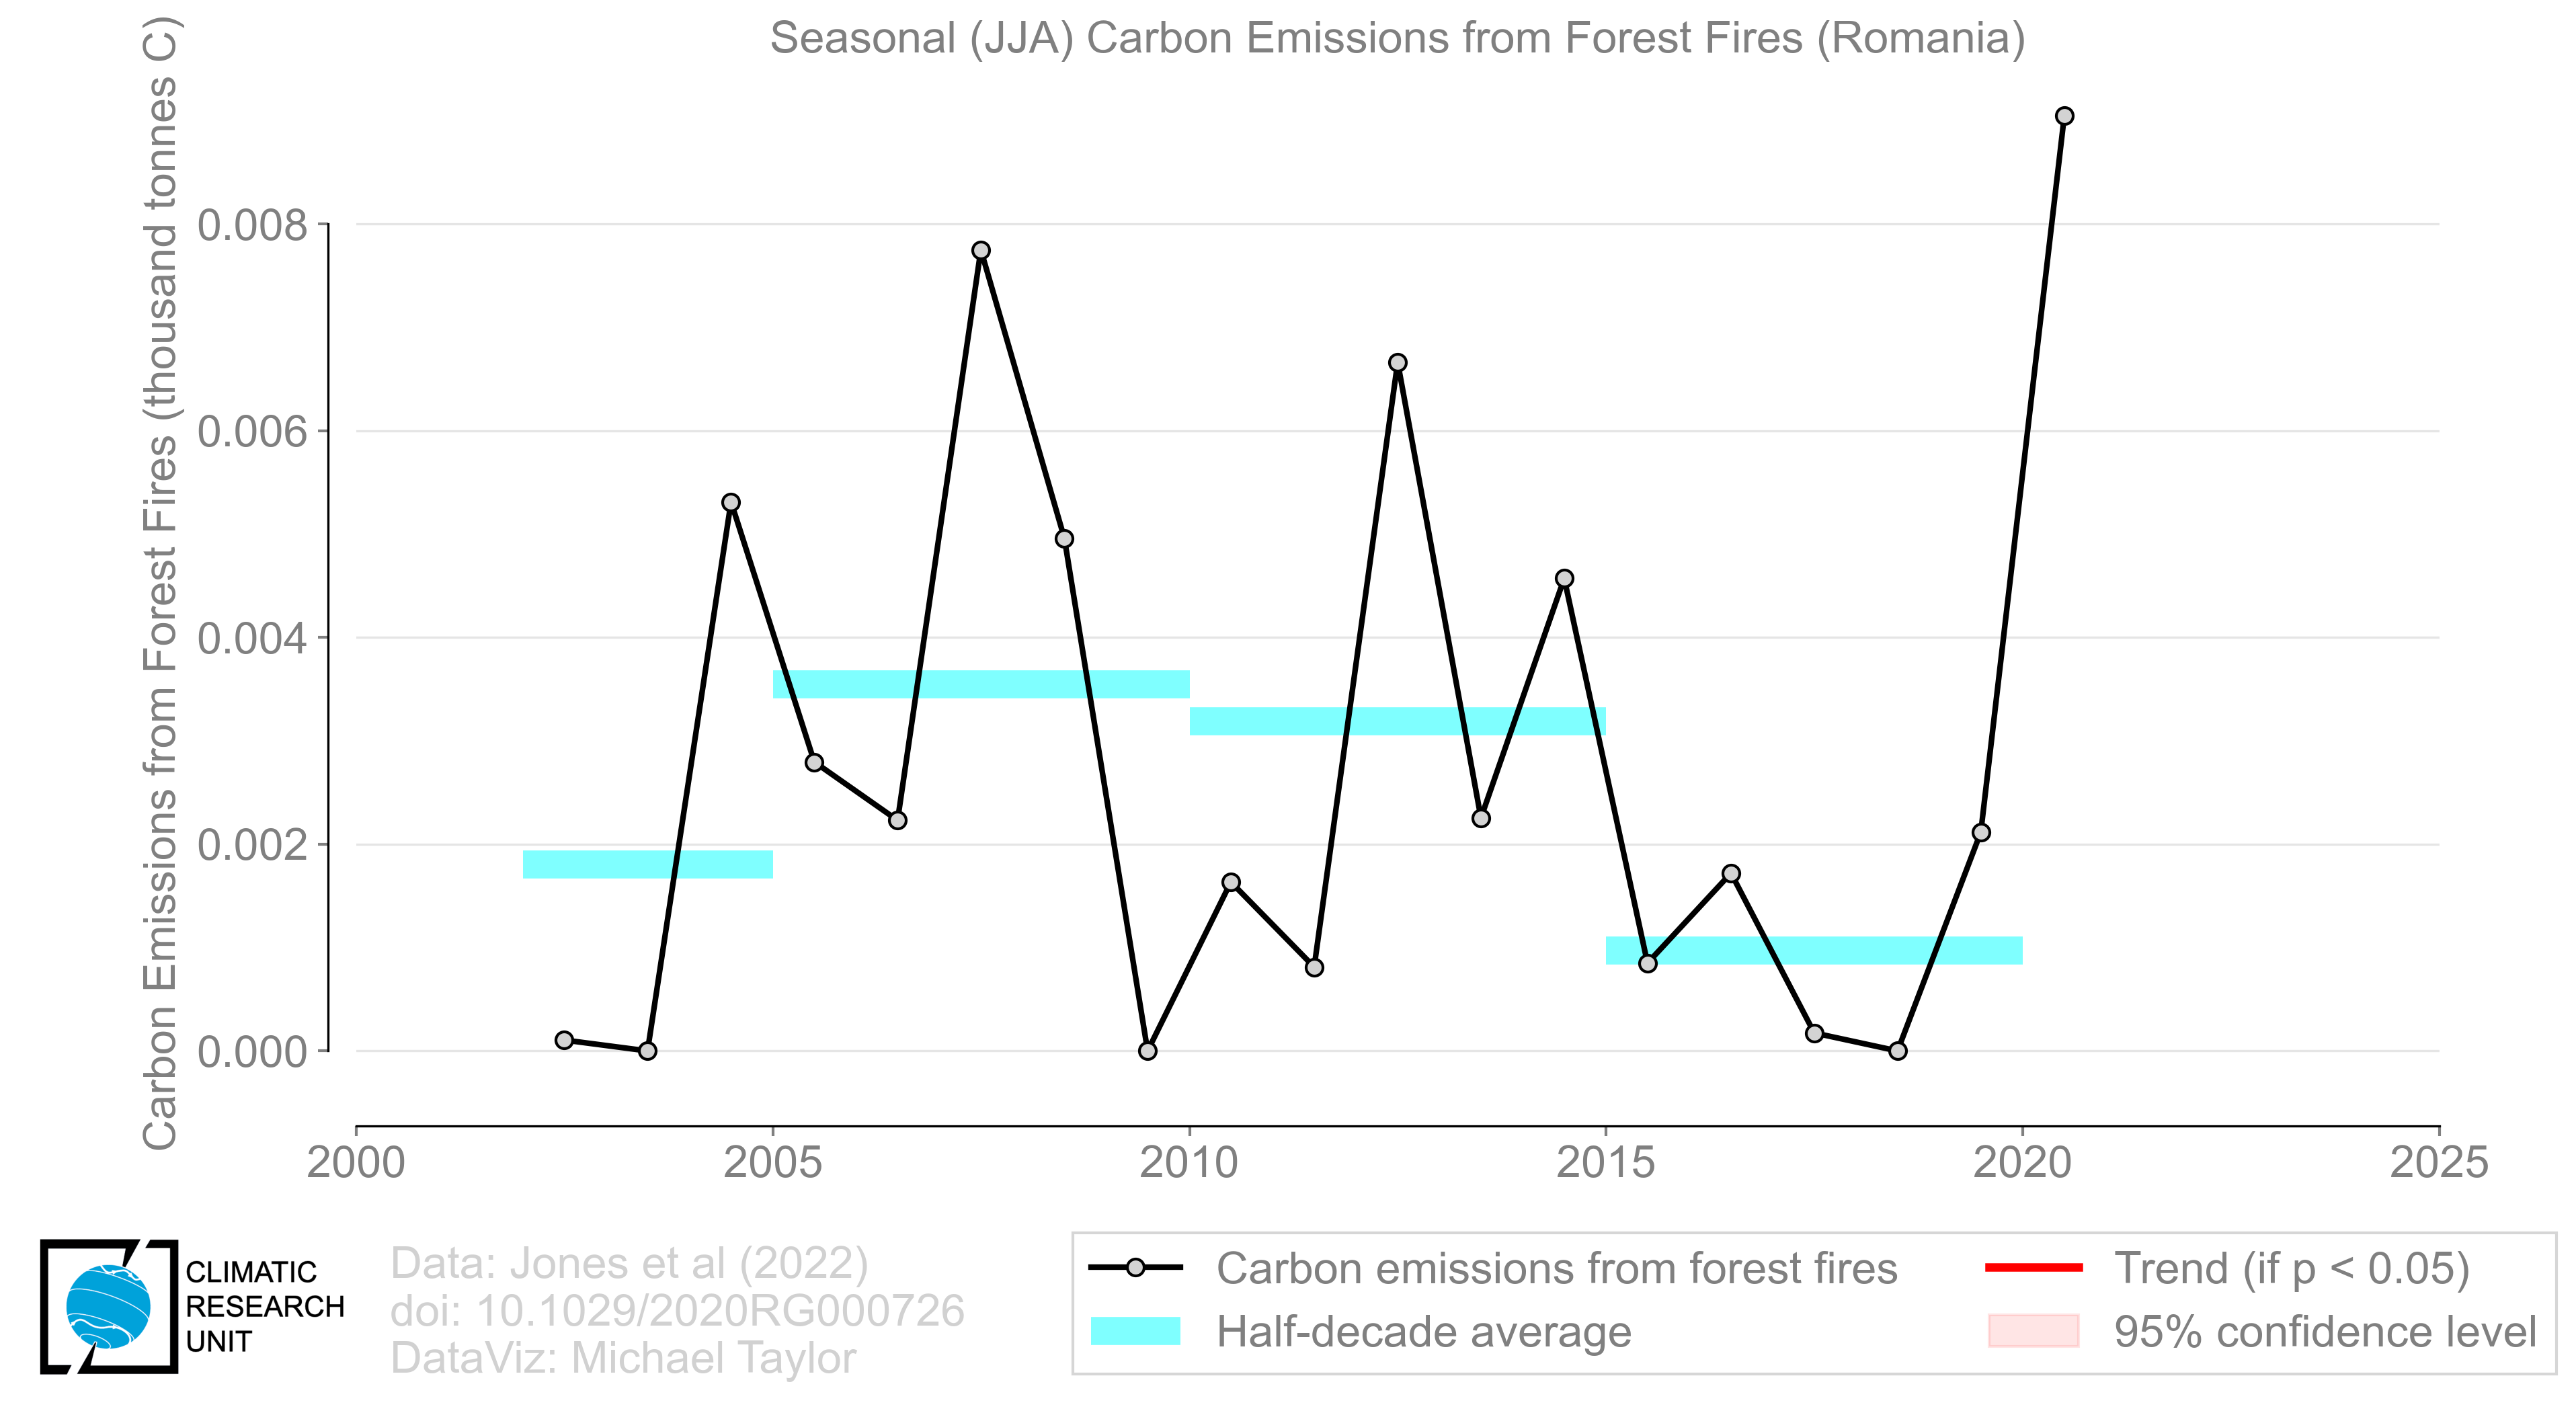 Seasonal (JJA) Carbon Emissions from Forest Fires (Romania)
Carbon Emissions from Forest Fires (thousand tonnes C)
0.008
0.006
0.004
0.002
0.000
2000
2005
2010
2015
2020
2025
CLIMATIC
RESEARCH
UNIT
Data: Jones et al (2022)
doi: 10.1029/2020RG000726
DataViz: Michael Taylor
Carbon emissions from forest fires
Half-decade average
Trend (if p < 0.05)
95% confidence level